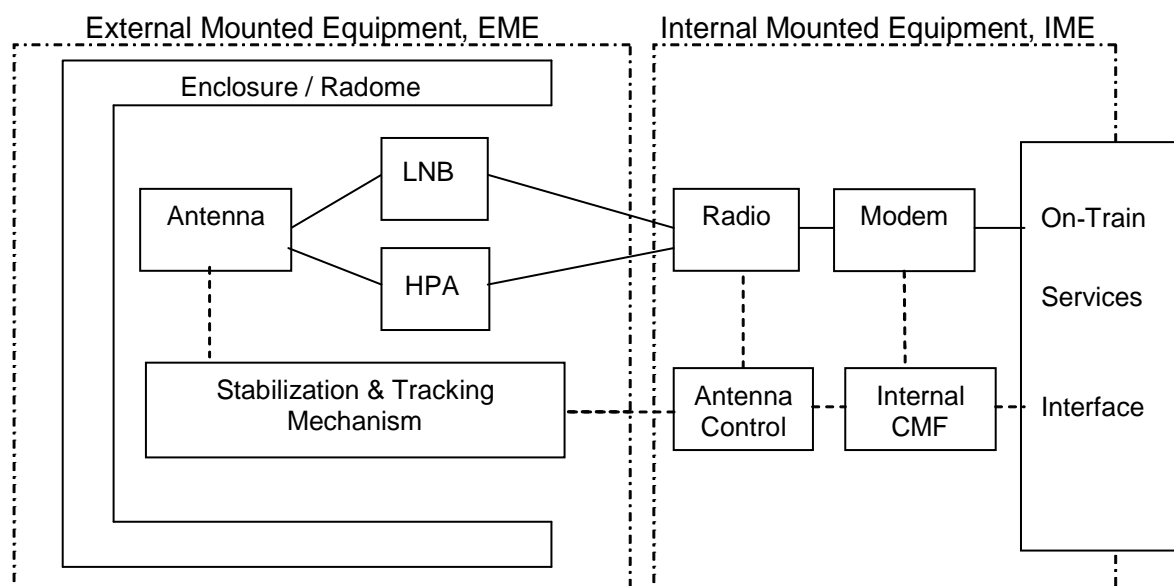 External Mounted Equipment, EME
Internal Mounted Equipment, IME
Enclosure / Radome
LNB
Antenna
HPA
Radio
Modem
On-Train
Services
Interface
Stabilization & Tracking
Mechanism
Antenna
Control
Internal
CMF